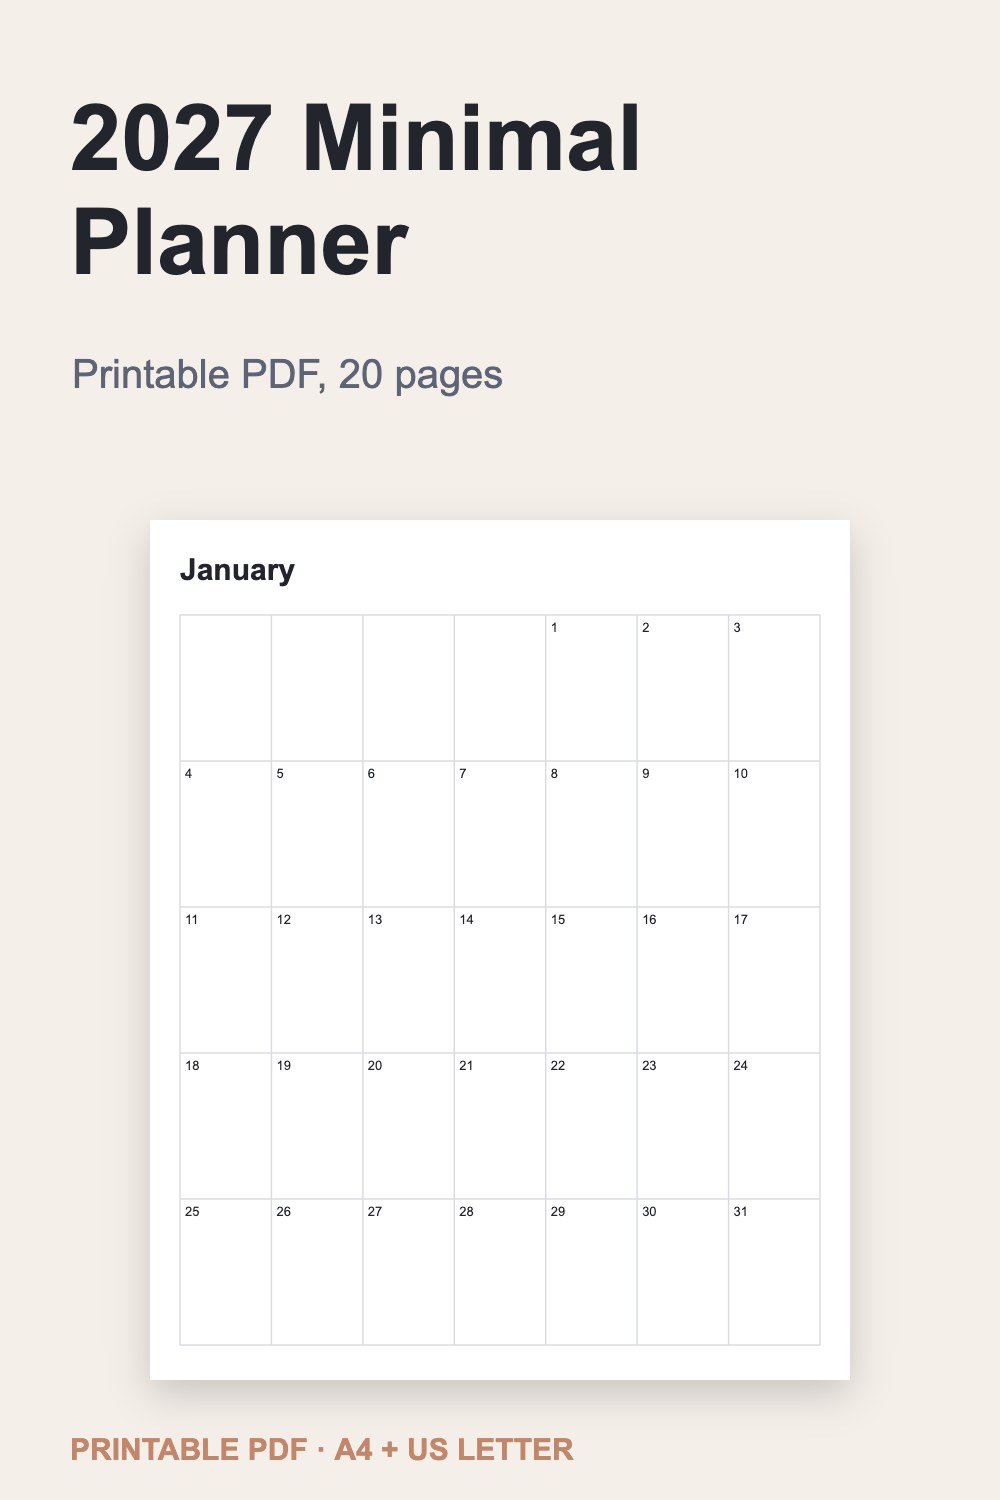 2027 Minimal
Planner
Printable PDF, 20 pages
January
1 2 3
4 5 6 7 8 9 10
11 12 13 14 15 16 17
18 19 20 21 22 23 24
25 26 27 28 29 30 31
PRINTABLE PDF · A4 + US LETTER